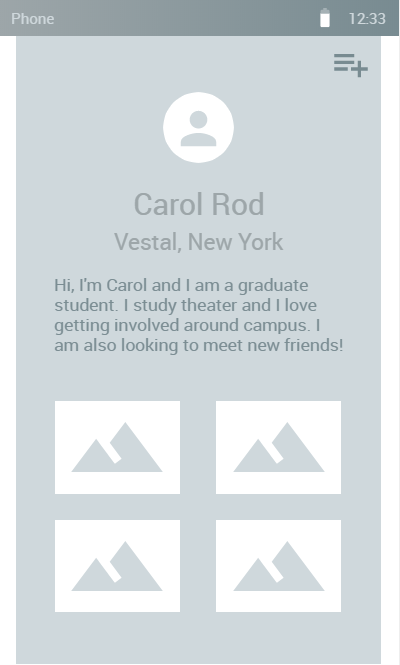 Phone 12:33
Carol Rod
Vestal, New York
Hi, I'm Carol and I am a graduate
student. I study theater and I love
getting involved around campus. I
am also looking to meet new friends!